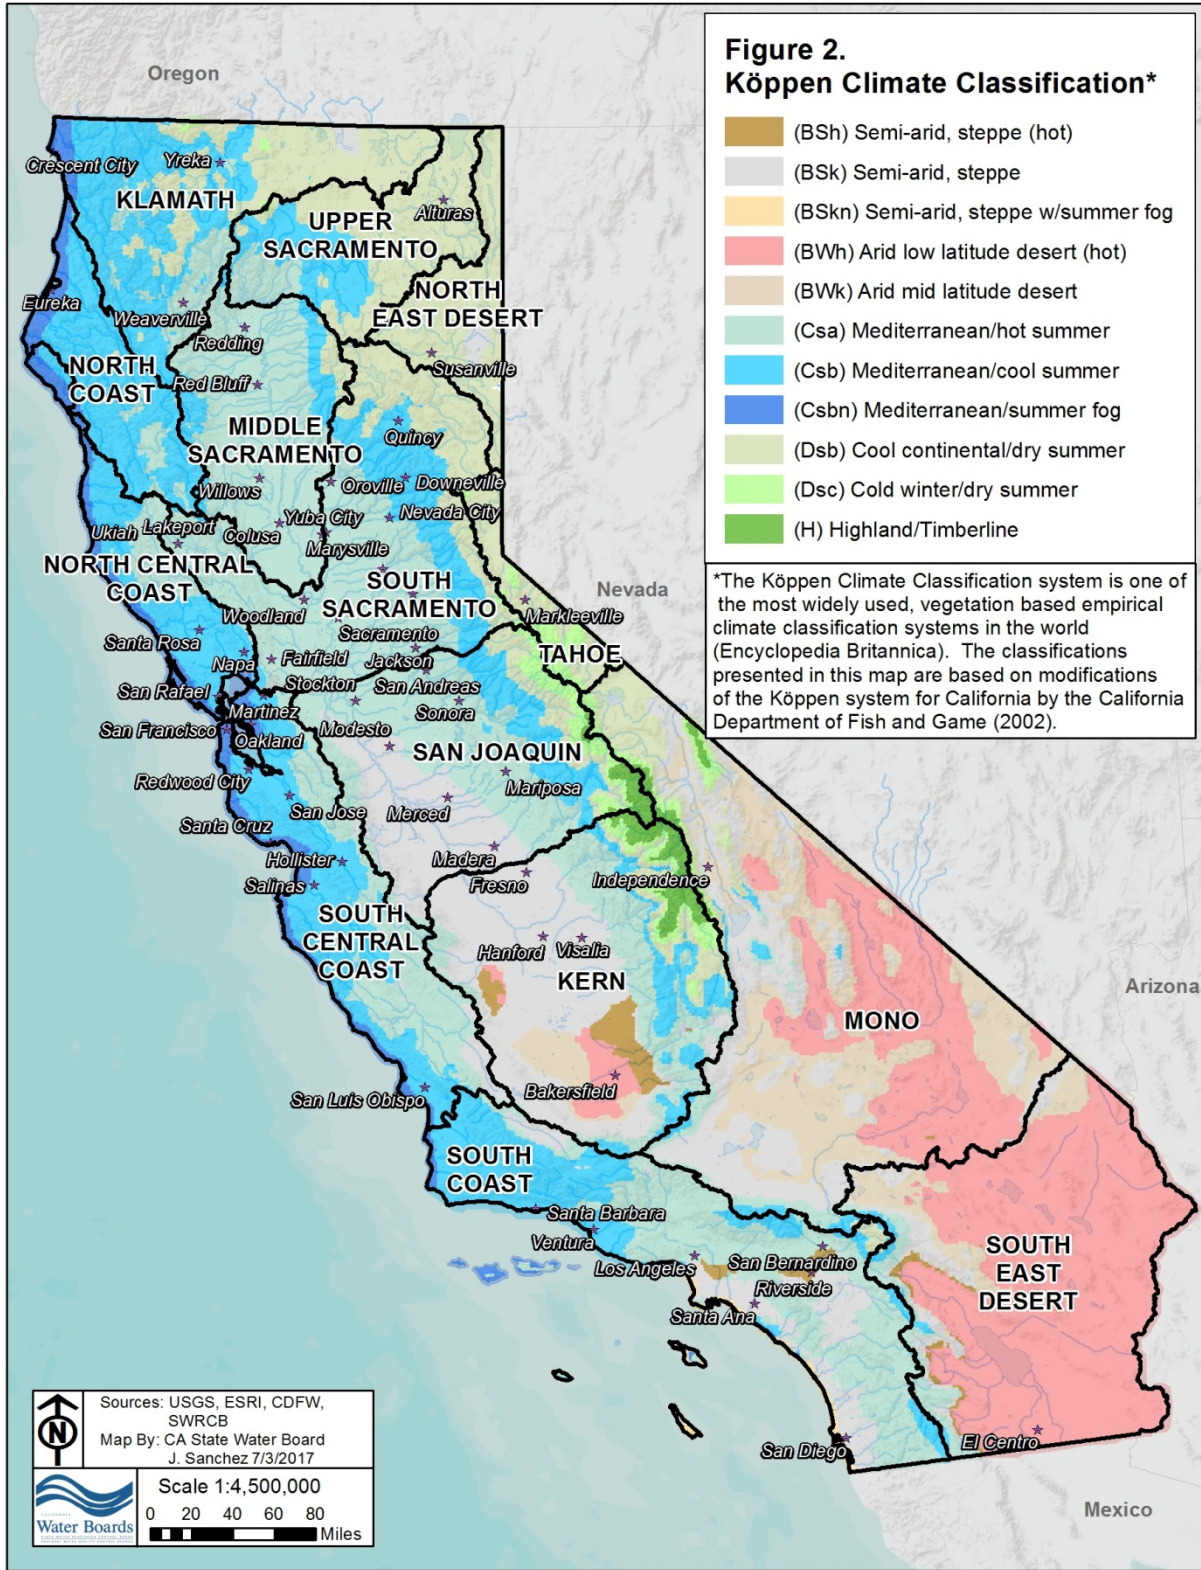 Figure 2.
Köppen Climate Classification*
(BSh) Semi-arid, steppe (hot)
(BSk) Semi-arid, steppe
(BSkn) Semi-arid, steppe w/summer fog
(BWh) Arid low latitude desert (hot)
(BWk) Arid mid latitude desert
(Csa) Mediterranean/hot summer
(Csb) Mediterranean/cool summer
(Csbn) Mediterranean/summer fog
(Dsb) Cool continental/dry summer
(Dsc) Cold winter/dry summer
(H) Highland/Timberline
*The Köppen Climate Classification system is one of
the most widely used, vegetation based empirical
climate classification systems in the world
(Encyclopedia Britannica). The classifications
presented in this map are based on modifications
of the Köppen system for California by the California
Department of Fish and Game (2002).
Oregon
Crescent City
Yreka
KLAMATH
Alturas
UPPER
SACRAMENTO
NORTH
EAST DESERT
Eureka
Weaverville
Redding
Susanville
NORTH
COAST
Red Bluff
MIDDLE
SACRAMENTO
Quincy
Willows
Oroville
Downeville
Yuba City
Nevada City
Ukiah
Lakeport
Colusa
Marysville
NORTH CENTRAL
COAST
SOUTH
SACRAMENTO
Nevada
Woodland
Markleeville
Santa Rosa
Sacramento
Napa
Fairfield
Jackson
TAHOE
San Rafael
Stockton
San Andreas
Martinez
Sonora
San Francisco
Oakland
Modesto
SAN JOAQUIN
Redwood City
Mariposa
San Jose
Merced
Santa Cruz
Hollister
Madera
Fresno
Independence
Salinas
SOUTH
CENTRAL
COAST
Hanford
Visalia
KERN
Arizona
MONO
Bakersfield
San Luis Obispo
SOUTH
COAST
Santa Barbara
Ventura
Los Angeles
San Bernardino
Riverside
SOUTH
EAST
DESERT
Santa Ana
San Diego
El Centro
Mexico
N
Sources: USGS, ESRI, CDFW,
SWRCB
Map By: CA State Water Board
J. Sanchez 7/3/2017
CALIFORNIA
Water Boards
Scale 1:4,500,000
0 20 40 60 80
Miles